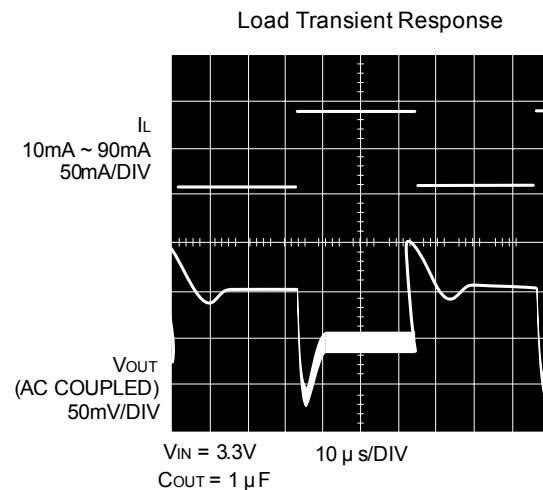 Load Transient Response
IL
10mA ~ 90mA
50mA/DIV
VOUT
(AC COUPLED)
50mV/DIV
VIN = 3.3V
10 µ s/DIV
COUT = 1 µ F